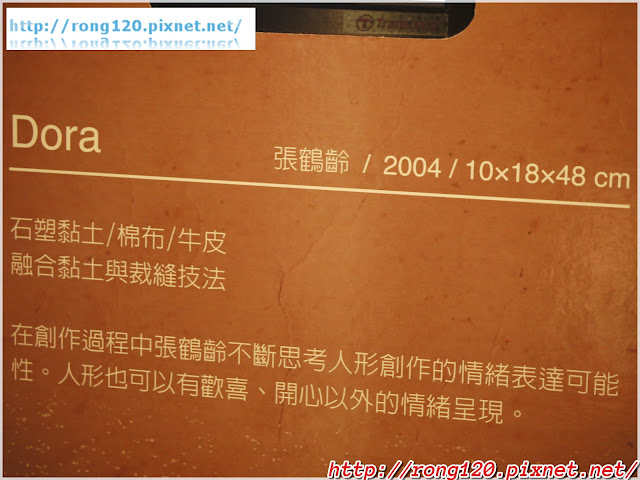 http://rong120.pixnet.net/
Transcend
Dora
張鶴齡 / 2004 / 10×18×48 cm
石塑黏土/棉布/牛皮
融合黏土與裁縫技法
在創作過程中張鶴齡不斷思考人形創作的情緒表達可能
性。人形也可以有歡喜、開心以外的情緒呈現。
http://rong120.pixnet.net/